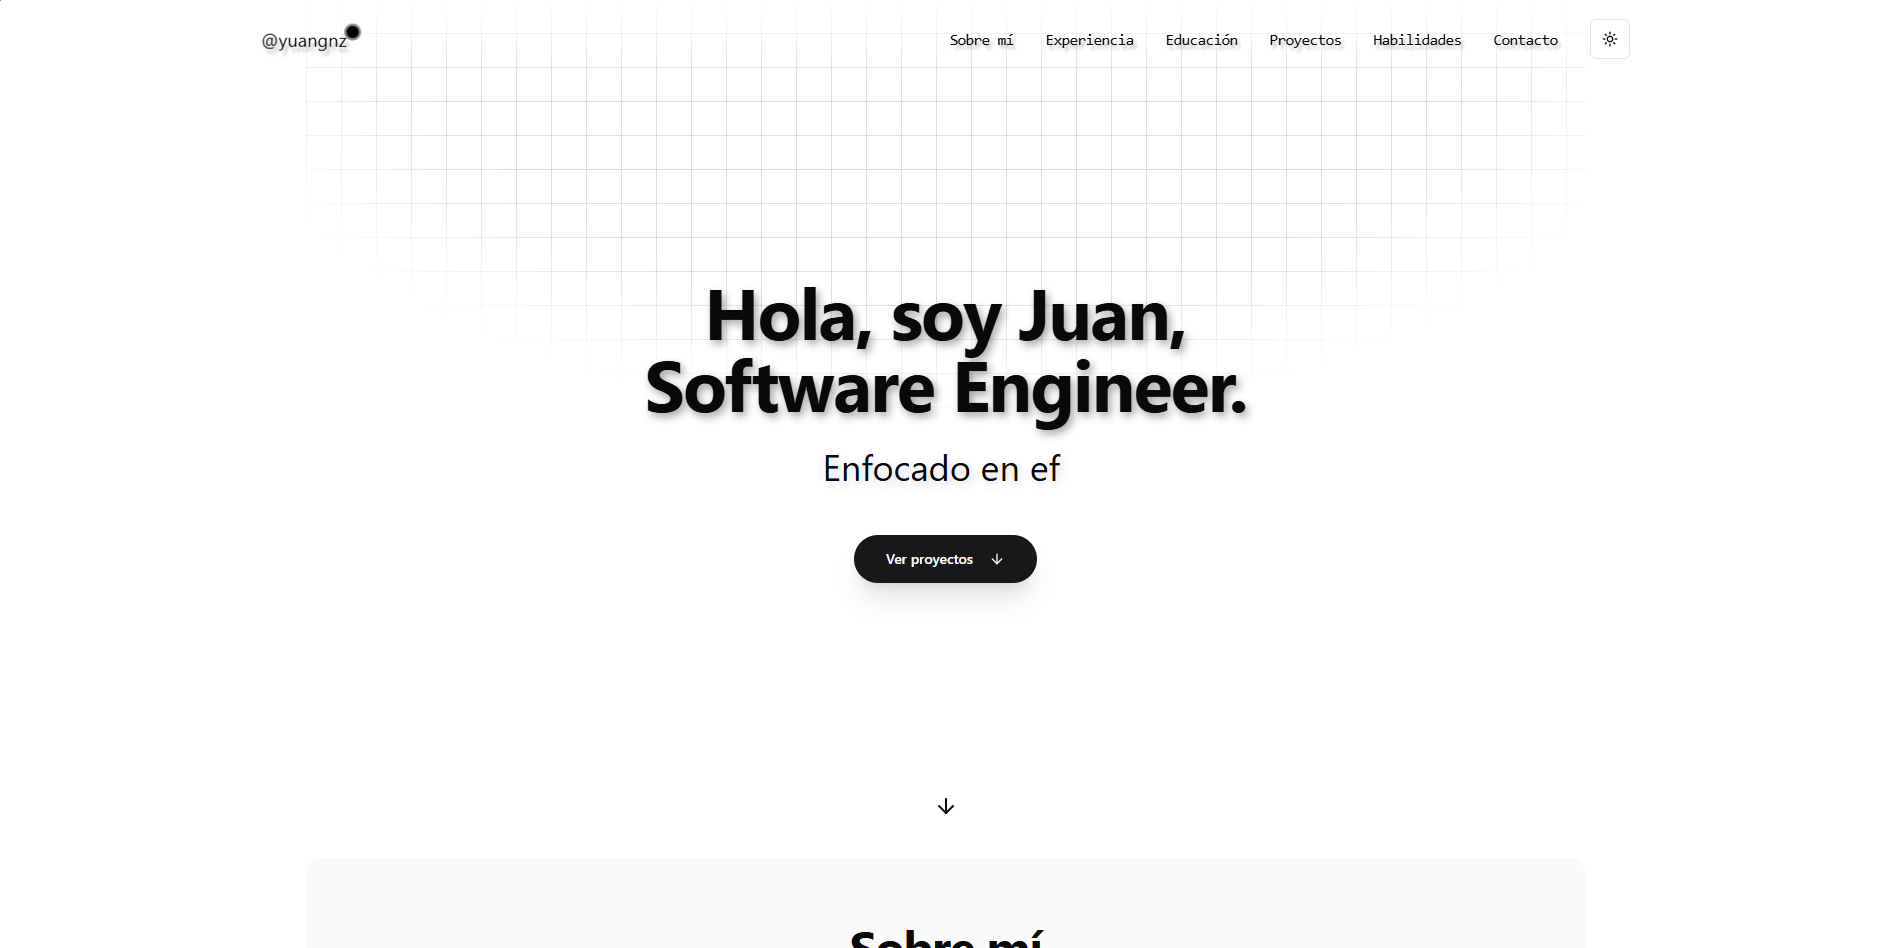 @yuangnz
Sobre mí
Experiencia
Educación
Proyectos
Habilidades
Contacto
Hola, soy Juan,
Software Engineer.
Enfocado en ef
Ver proyectos
Sobre mí